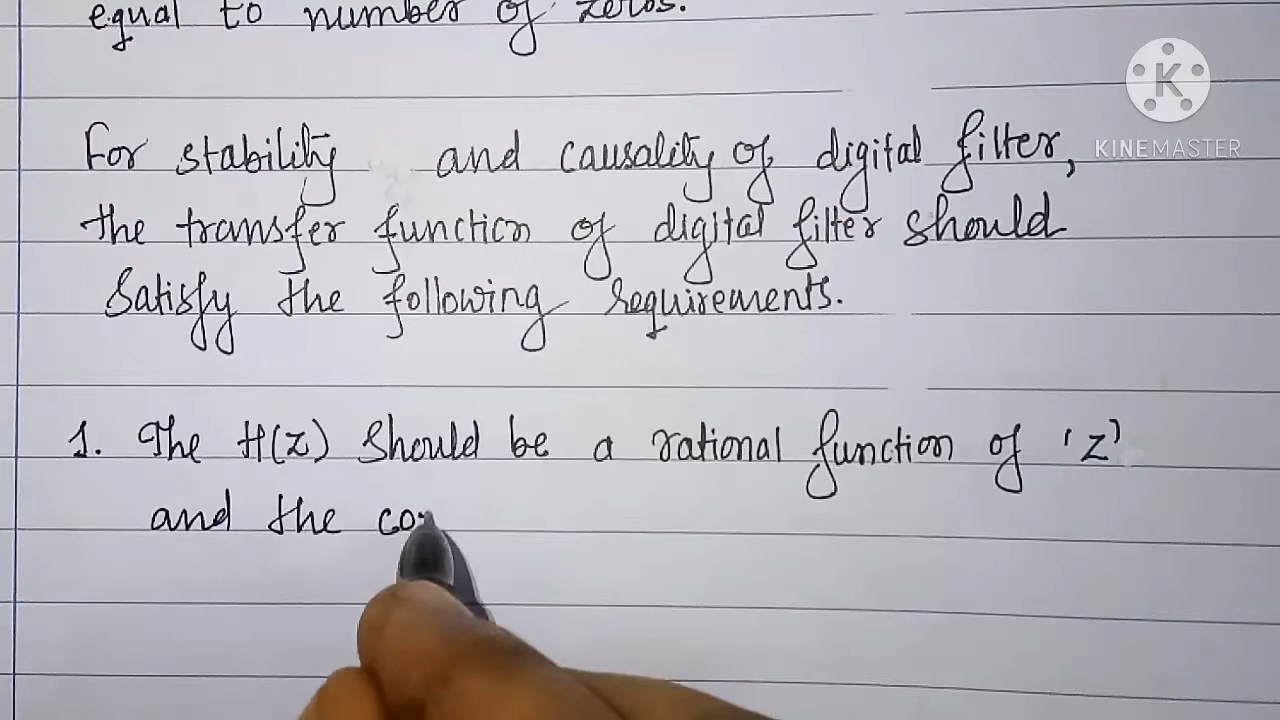 equal to number of zeros.
K
KINEMASTER
For stability and causality of digital filter,
the transfer function of digital filter should
satisfy the following requirements.
1. The H(z) should be a rational function of 'z'
and the